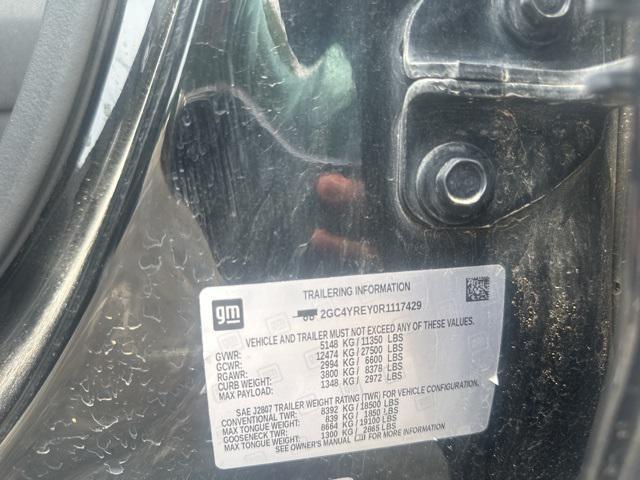 TRAILERING INFORMATION
gm
2GC4YREY0R1117429
VEHICLE AND TRAILER MUST NOT EXCEED ANY OF THESE VALUES.
GVWR: 5148 KG/11350 LBS
GCWR: 12474 KG/27500 LBS
RGAWR: 2994 KG/6600 LBS
CURB WEIGHT: 3800 KG/8378 LBS
MAX PAYLOAD: 1348 KG/2972 LBS
SAE J2807 TRAILER WEIGHT RATING (TWR) FOR VEHICLE CONFIGURATION.
CONVENTIONAL TWR: 8392 KG/18500 LBS
MAX TONGUE WEIGHT: 839 KG/1850 LBS
GOOSENECK TWR: 8664 KG/19100 LBS
MAX TONGUE WEIGHT: 1300 KG/2865 LBS
SEE OWNER'S MANUAL FOR MORE INFORMATION.